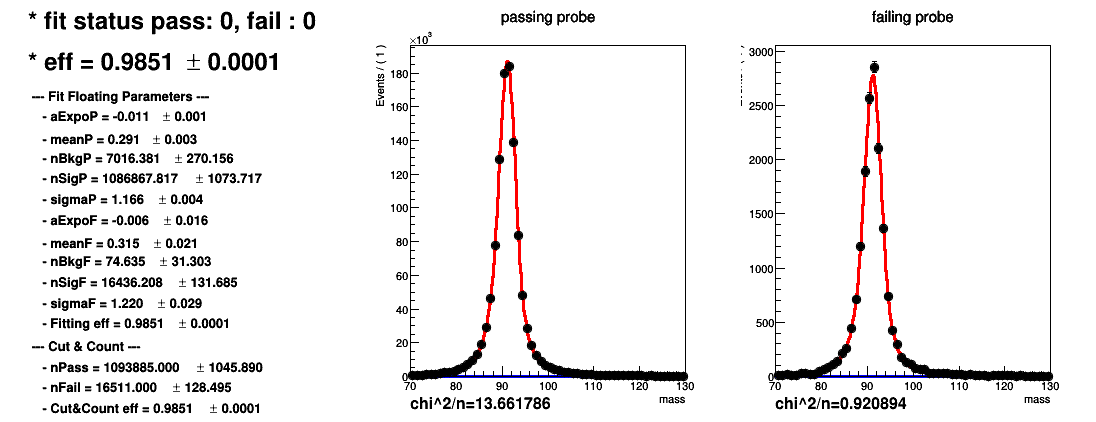 * fit status pass: 0, fail : 0
* eff = 0.9851 ± 0.0001
--- Fit Floating Parameters ---
- aExpoP = -0.011 ± 0.001
- meanP = 0.291 ± 0.003
- nBkgP = 7016.381 ± 270.156
- nSigP = 1086867.817 ± 1073.717
- sigmaP = 1.166 ± 0.004
- aExpoF = -0.006 ± 0.016
- meanF = 0.315 ± 0.021
- nBkgF = 74.635 ± 31.303
- nSigF = 16436.208 ± 131.685
- sigmaF = 1.220 ± 0.029
- Fitting eff = 0.9851 ± 0.0001
--- Cut & Count ---
- nPass = 1093885.000 ± 1045.890
- nFail = 16511.000 ± 128.495
- Cut&Count eff = 0.9851 ± 0.0001
passing probe
×10³
Events / ( 1 )
180
160
140
120
100
80
60
40
20
0
70 80 90 100 110 120 130
mass
chi^2/n=13.661786
failing probe
3000
2500
2000
1500
1000
500
0
70 80 90 100 110 120 130
mass
chi^2/n=0.920894